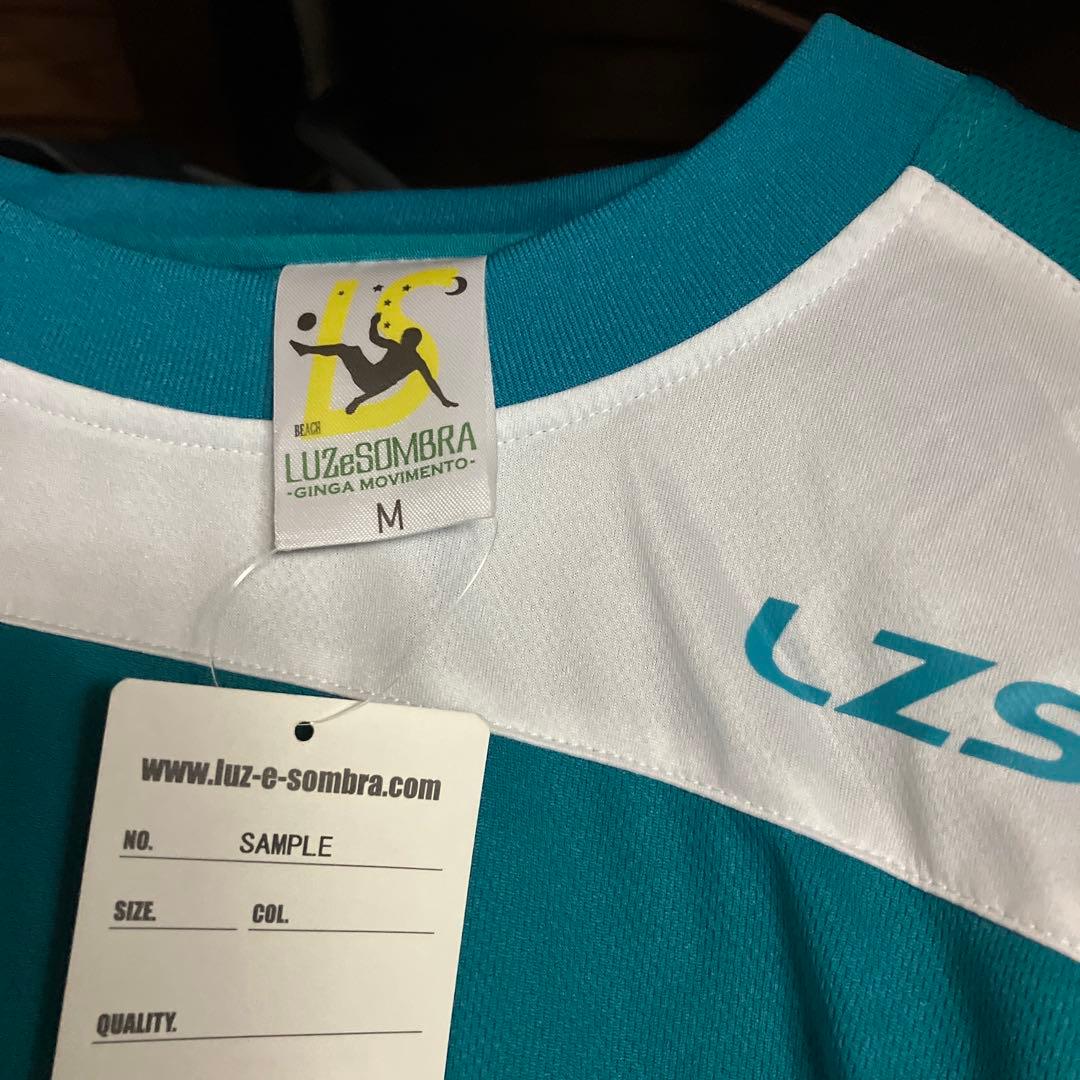 LS
BEACH
LUZeSOMBRA
-GINGA MOVIMENTO-
M
LZS
www.luz-e-sombra.com
NO. SAMPLE
SIZE. COL.
QUALITY.